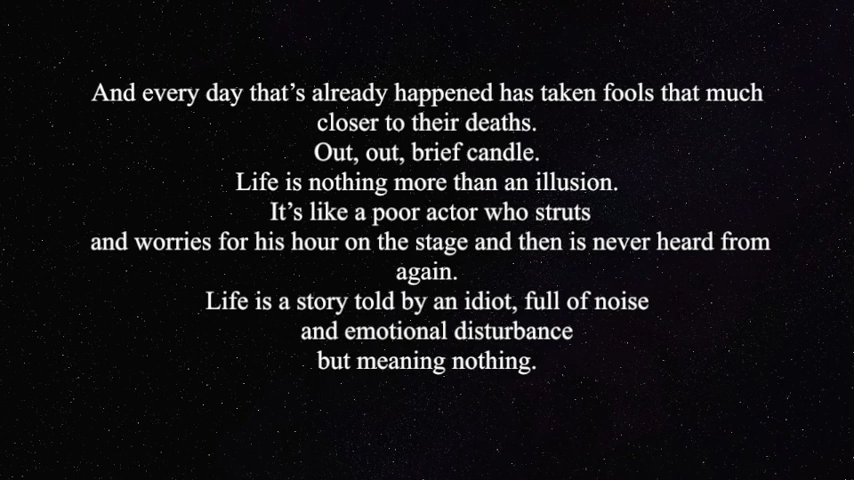 And every day that’s already happened has taken fools that much
closer to their deaths.
Out, out, brief candle.
Life is nothing more than an illusion.
It’s like a poor actor who struts
and worries for his hour on the stage and then is never heard from
again.
Life is a story told by an idiot, full of noise
and emotional disturbance
but meaning nothing.